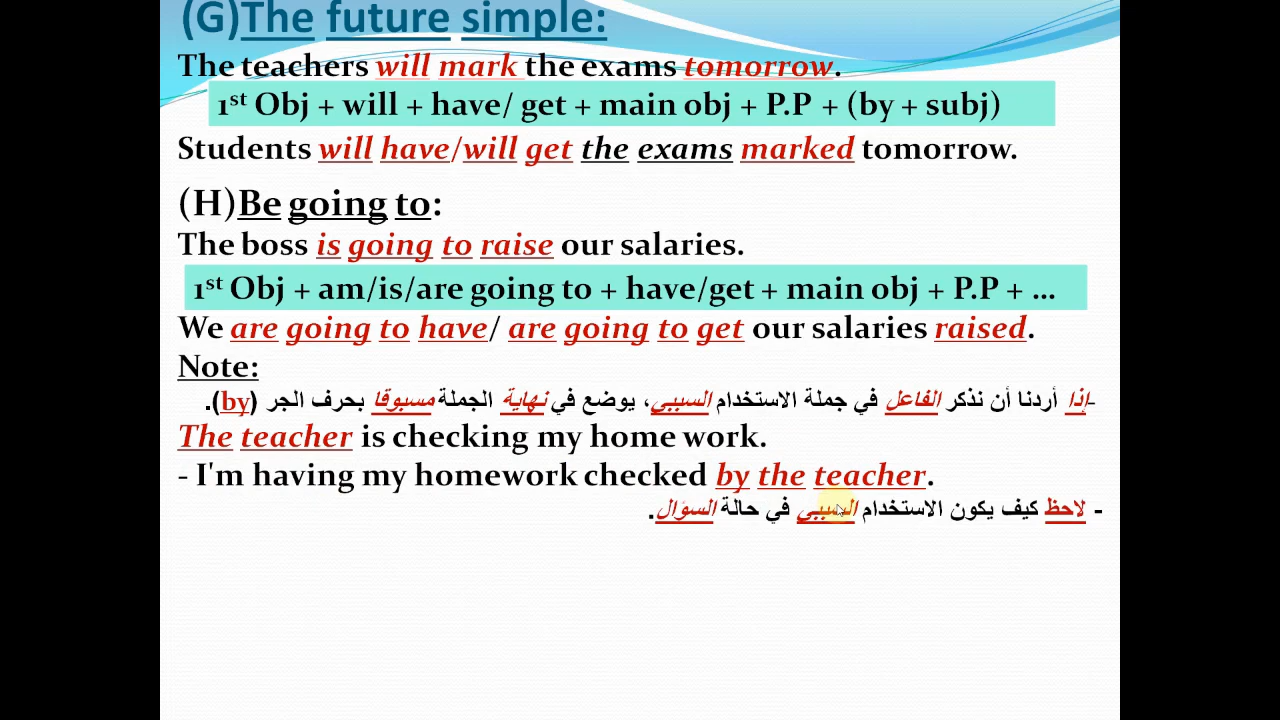 (G)The future simple:
The teachers will mark the exams tomorrow.
1st Obj + will + have/ get + main obj + P.P + (by + subj)
Students will have/will get the exams marked tomorrow.
(H)Be going to:
The boss is going to raise our salaries.
1st Obj + am/is/are going to + have/get + main obj + P.P + ...
We are going to have/ are going to get our salaries raised.
Note:
-إذا أردنا أن نذكر الفاعل في جملة الاستخدام السببي، يوضع في نهاية الجملة مسبوقا بحرف الجر (by).
The teacher is checking my home work.
- I'm having my homework checked by the teacher.
- لاحظ كيف يكون الاستخدام السببي في حالة السؤال.